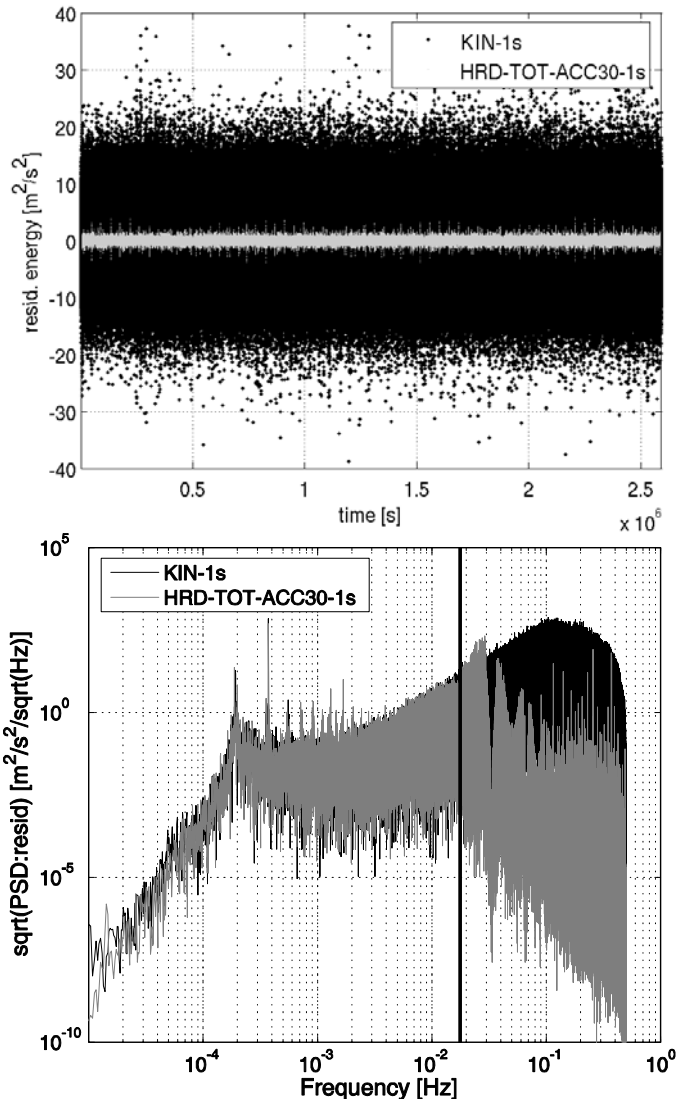 40
30
20
10
0
-10
-20
-30
-40
resid. energy [m²/s²]
KIN-1s
HRD-TOT-ACC30-1s
0.5
1
1.5
2
2.5
time [s]
x 10⁶
10⁵
10⁰
10⁻⁵
10⁻¹⁰
sqrt(PSD:resid) [m²/s²/sqrt(Hz)]
KIN-1s
HRD-TOT-ACC30-1s
10⁻⁴
10⁻³
10⁻²
10⁻¹
10⁰
Frequency [Hz]